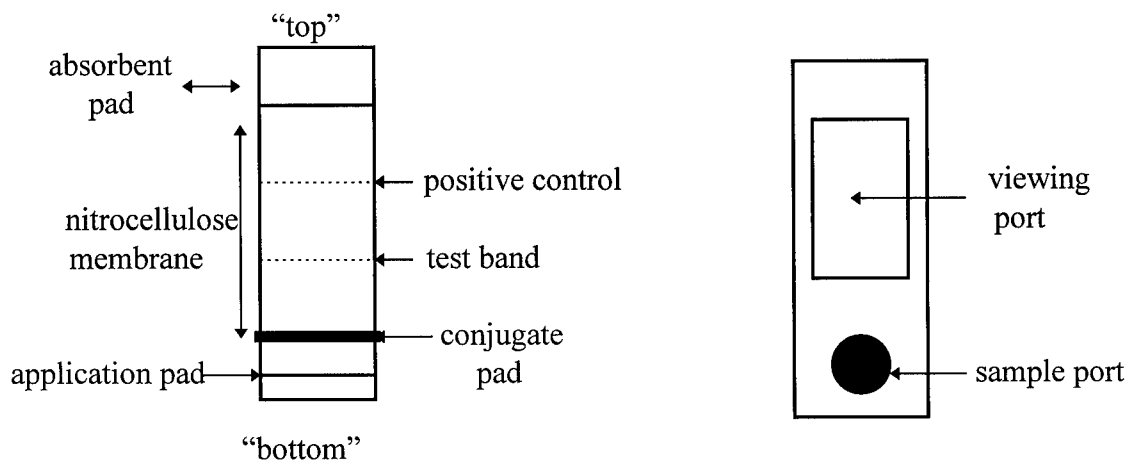 “top”
absorbent
pad
positive control
nitrocellulose
membrane
test band
conjugate
pad
application pad
“bottom”
viewing
port
sample port